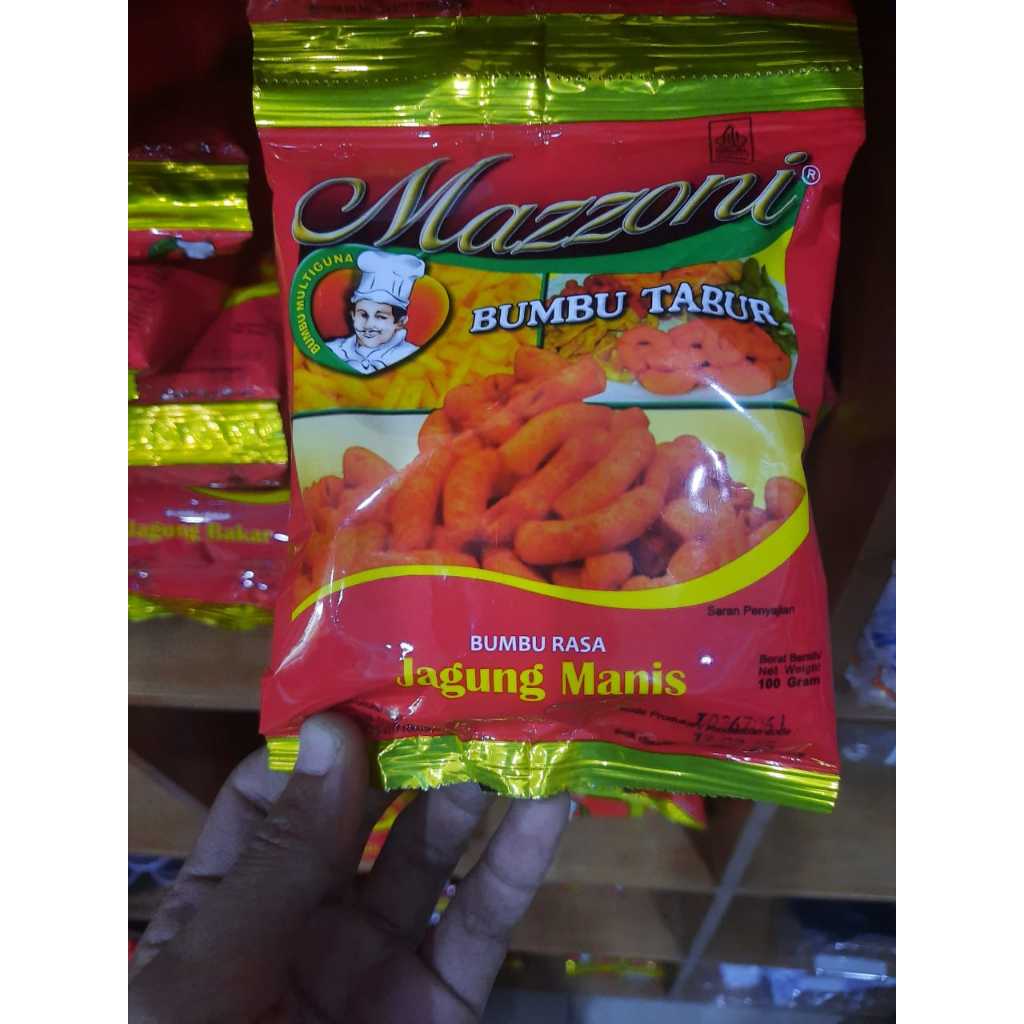 Mazzoni®
BUMBU MULTIGUNA
BUMBU TABUR
Saran Penyajian
BUMBU RASA
Jagung Manis
Berat Bersih/
Net Weight
100 Gram
Jagung Bakar